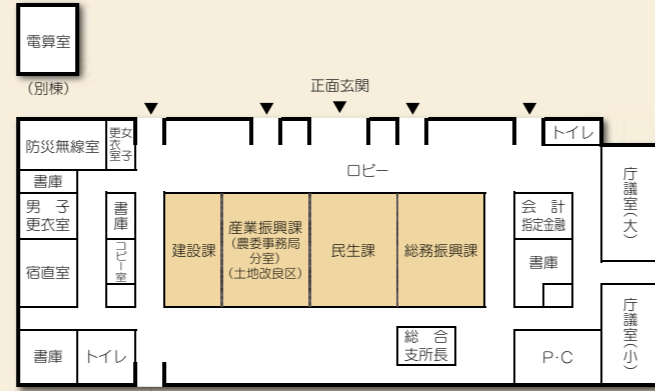 電算室
(別棟)
正面玄関
防災無線室
女子
更衣室
トイレ
ロビー
書庫
男子
更衣室
書庫
コピー室
宿直室
建設課
産業振興課
(農委事務局
分室)
(土地改良区)
民生課
総務振興課
会計
指定金融
書庫
庁議室(大)
庁議室(小)
書庫
トイレ
総合
支所長
P・C